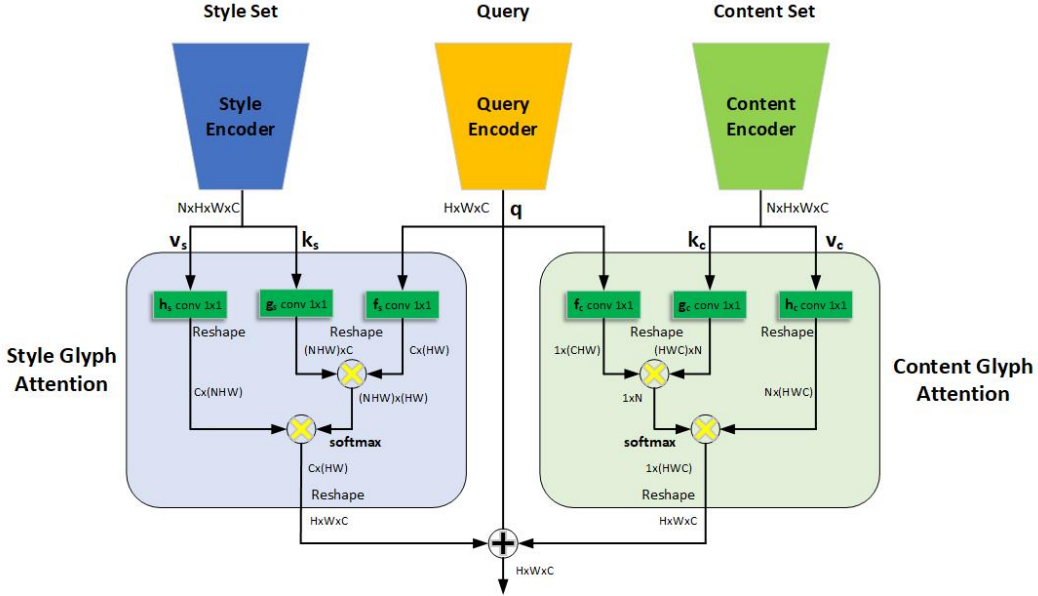 Style Set
Query
Content Set
Style
Encoder
Query
Encoder
Content
Encoder
NxHxWxC
HxWxC
q
NxHxWxC
vs
ks
kc
vc
hs conv 1x1
gs conv 1x1
fs conv 1x1
fc conv 1x1
gc conv 1x1
hc conv 1x1
Reshape
Reshape
Reshape
Reshape
(NHW)xC
Cx(HW)
1x(CHW)
(HWC)xN
Style Glyph
Attention
Content Glyph
Attention
Cx(NHW)
(NHW)x(HW)
1xN
Nx(HWC)
softmax
softmax
Cx(HW)
1x(HWC)
Reshape
Reshape
HxWxC
HxWxC
HxWxC